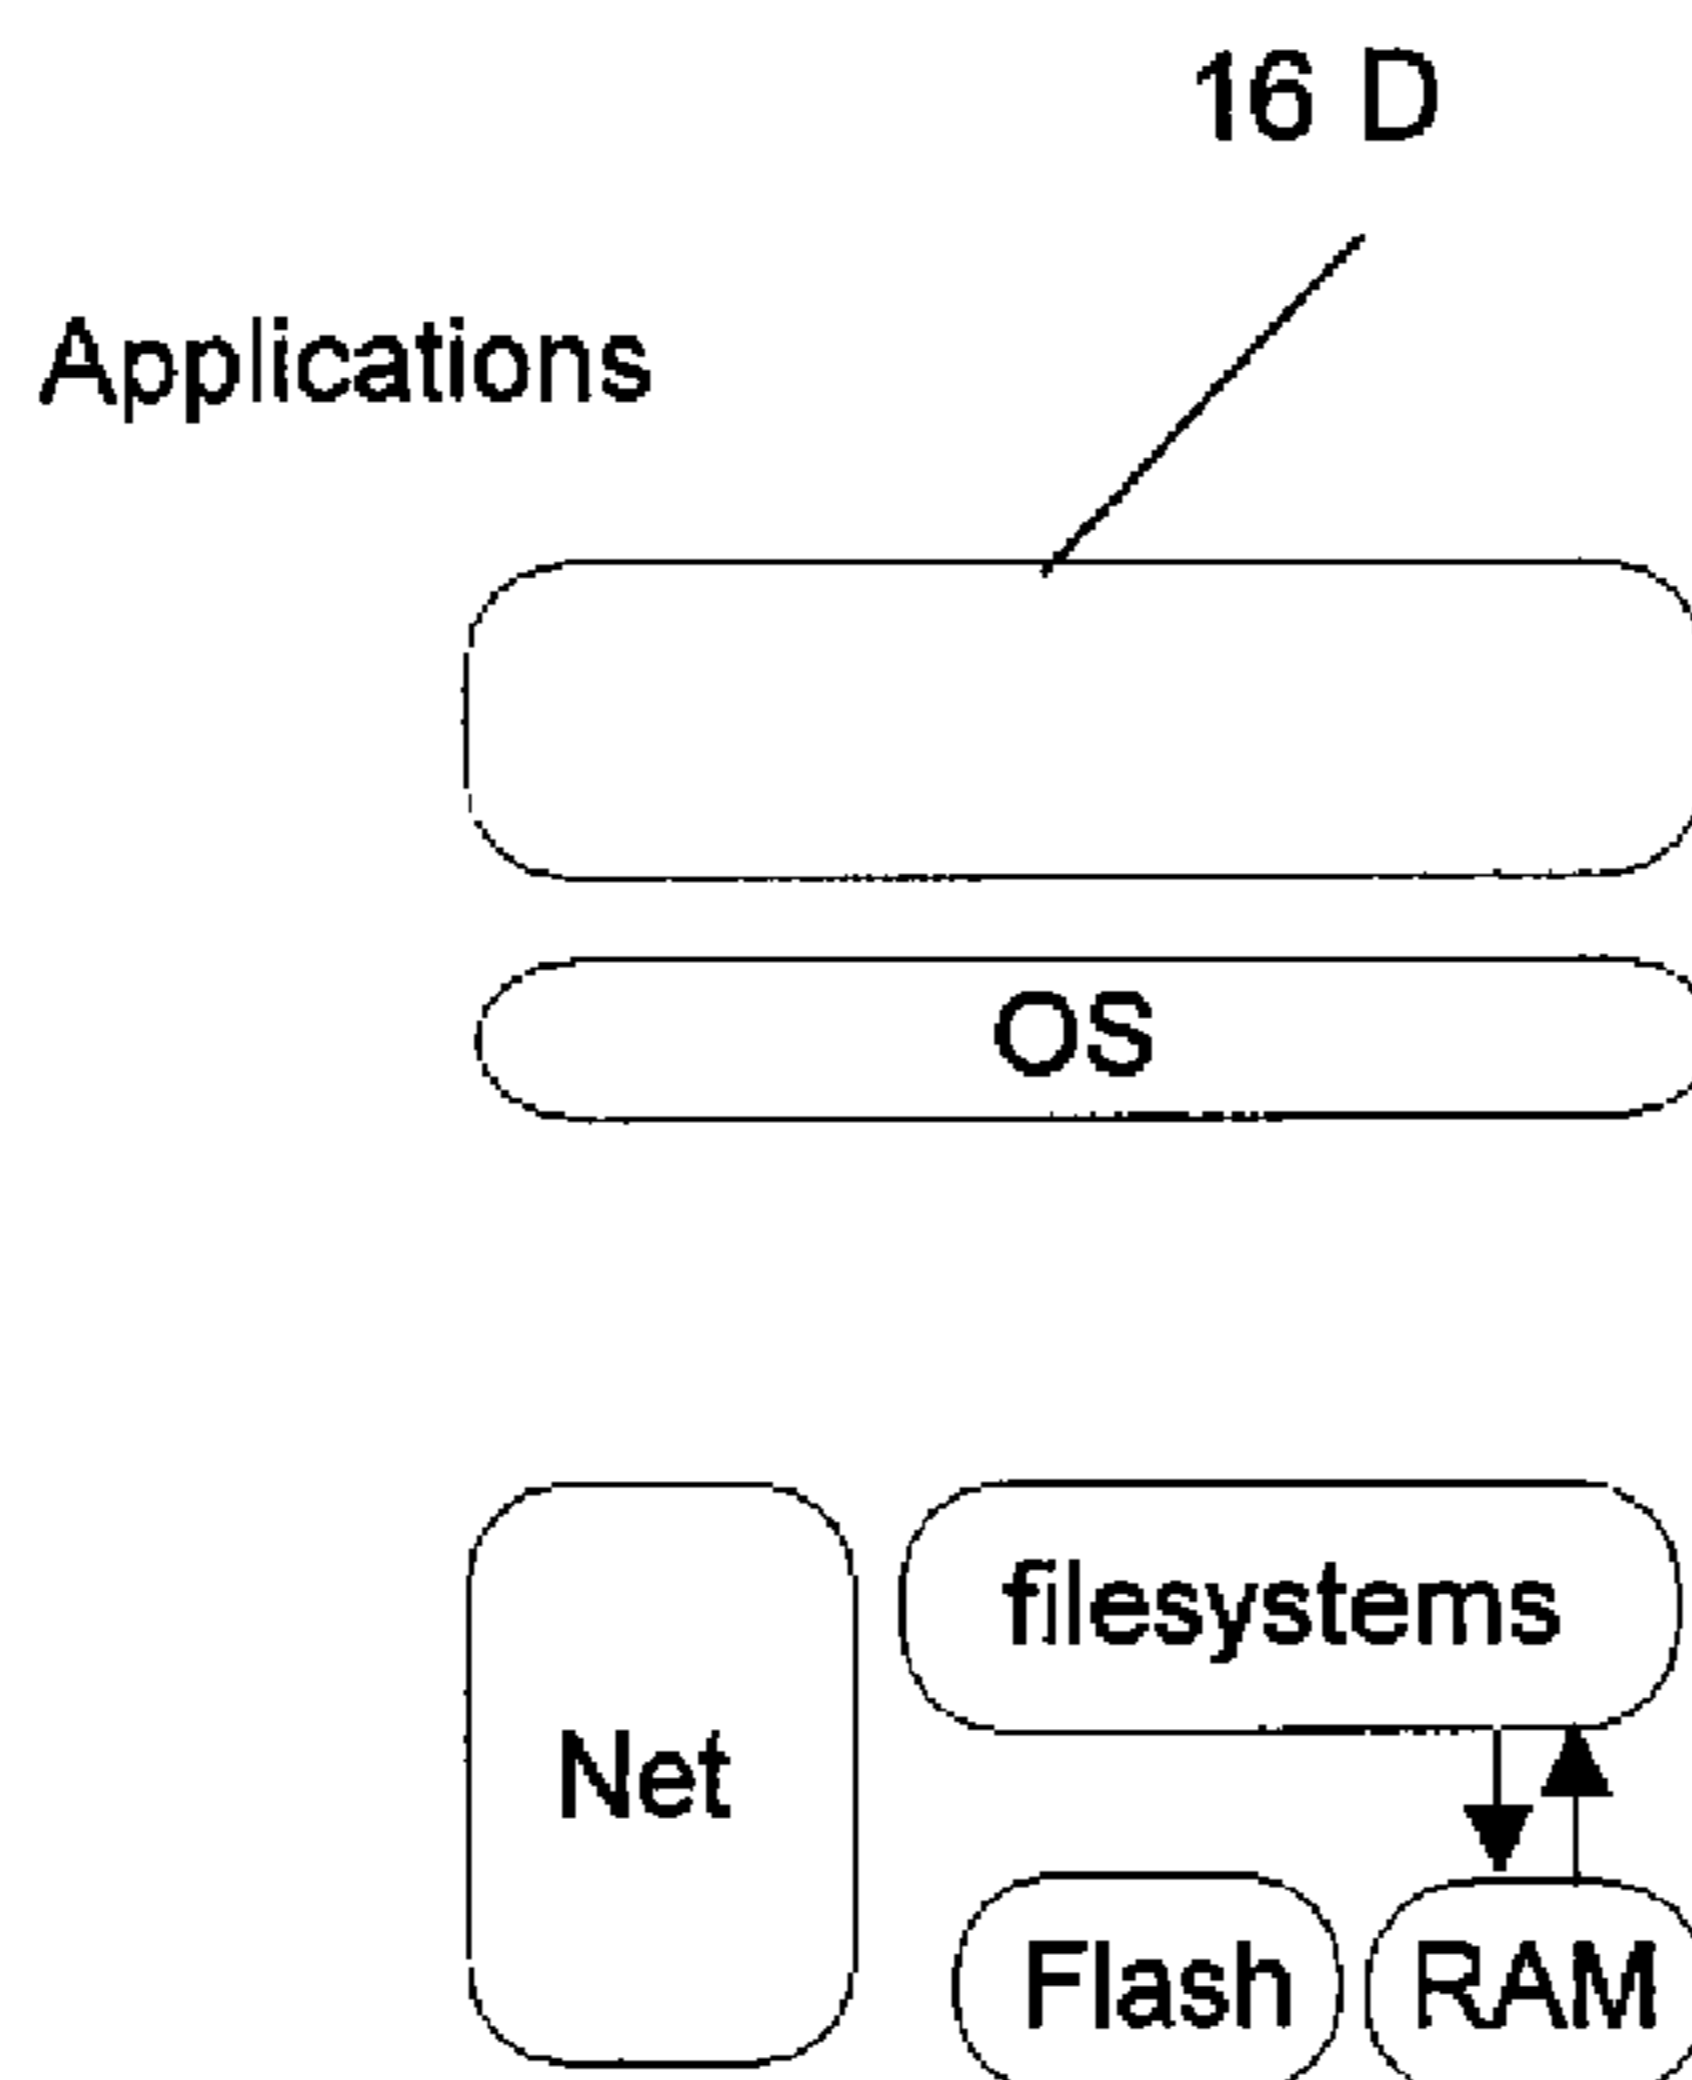 16 D
Applications
OS
filesystems
Net
Flash
RAM